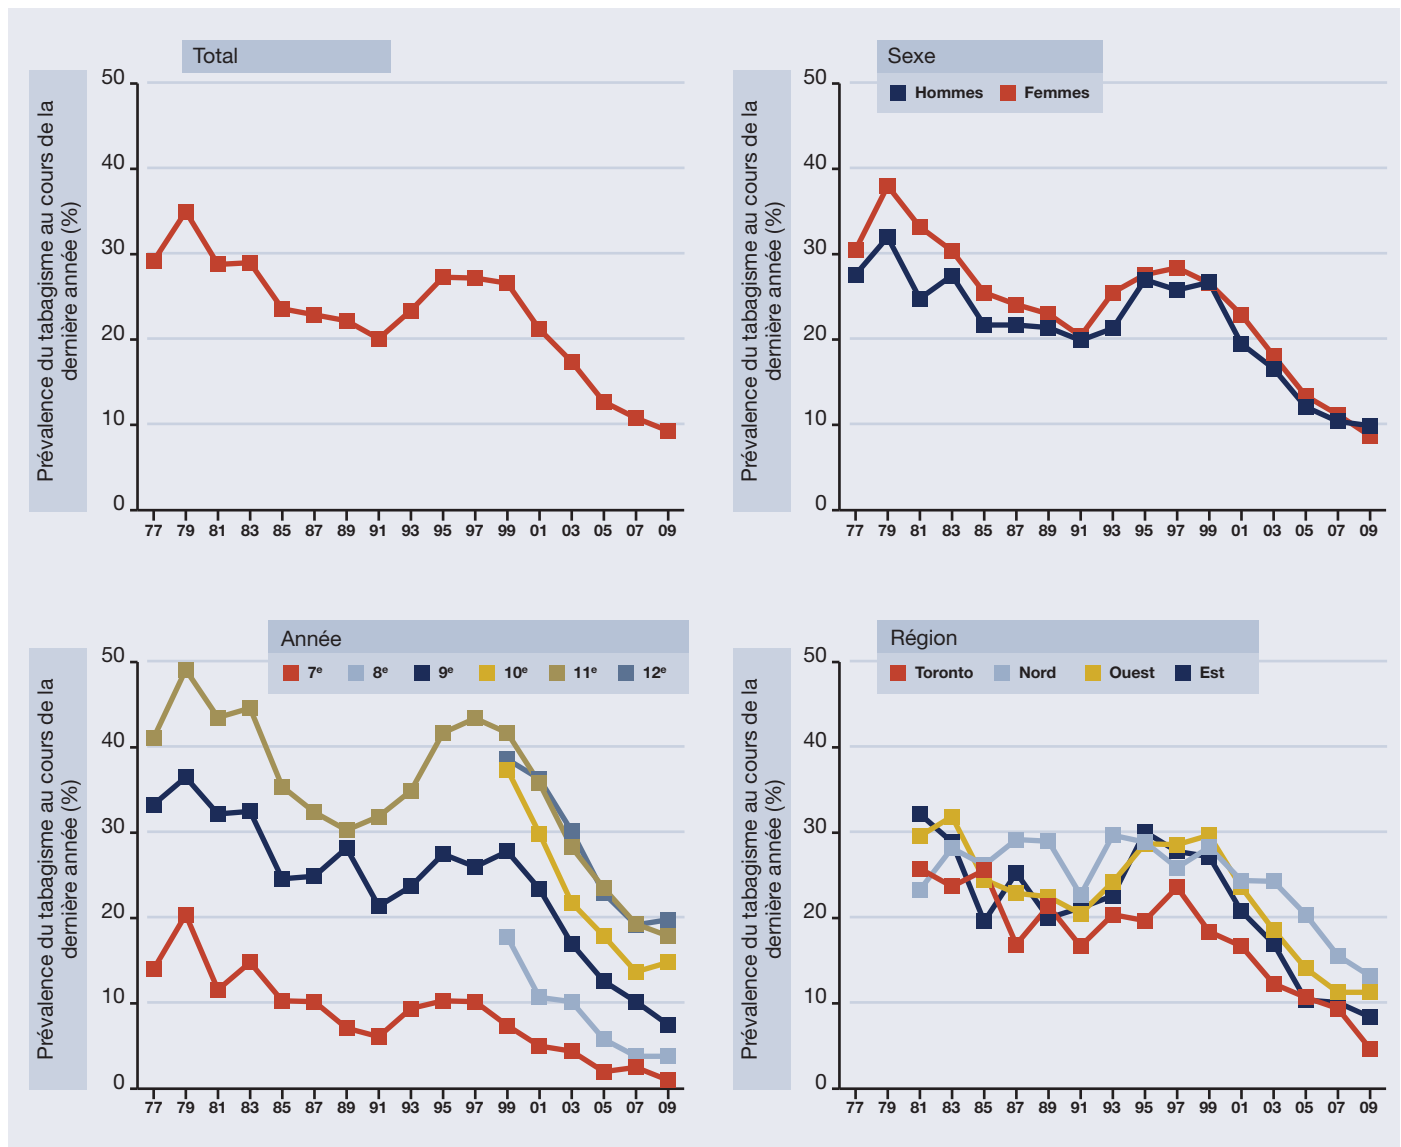 Total
Prévalence du tabagisme au cours de la
dernière année (%)
50
40
30
20
10
0
77 79 81 83 85 87 89 91 93 95 97 99 01 03 05 07 09
Sexe
Hommes Femmes
Prévalence du tabagisme au cours de la
dernière année (%)
50
40
30
20
10
0
77 79 81 83 85 87 89 91 93 95 97 99 01 03 05 07 09
Année
7e 8e 9e 10e 11e 12e
Prévalence du tabagisme au cours de la
dernière année (%)
50
40
30
20
10
0
77 79 81 83 85 87 89 91 93 95 97 99 01 03 05 07 09
Région
Toronto Nord Ouest Est
Prévalence du tabagisme au cours de la
dernière année (%)
50
40
30
20
10
0
77 79 81 83 85 87 89 91 93 95 97 99 01 03 05 07 09